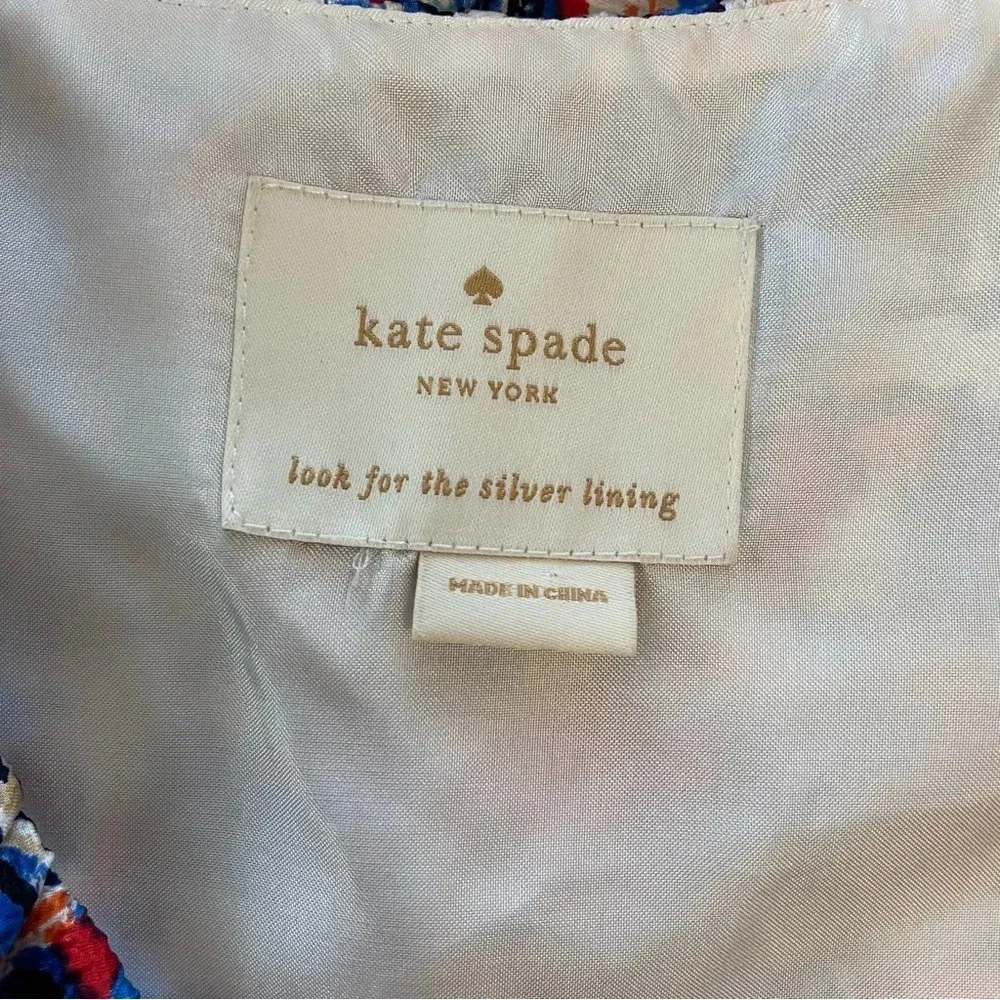 kate spade
NEW YORK
look for the silver lining
MADE IN CHINA